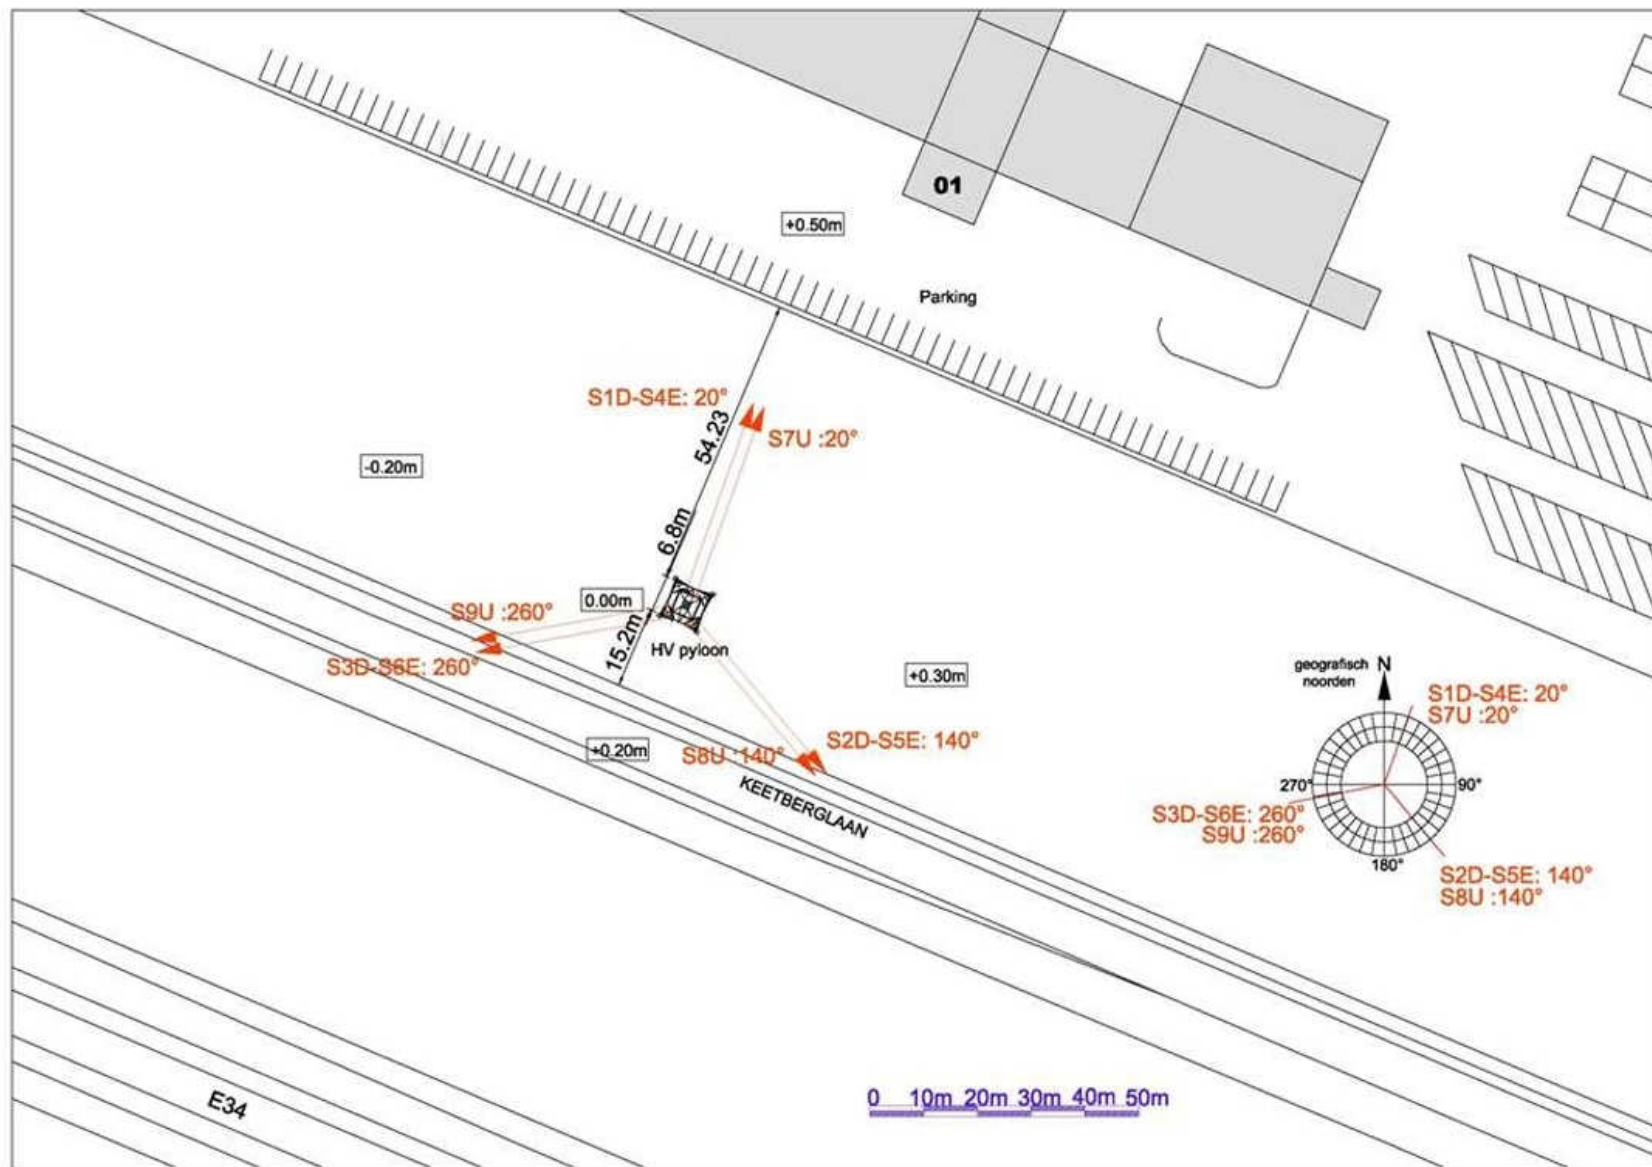 01
+0.50m
Parking
S1D-S4E: 20°
S7U :20°
54.23
-0.20m
6.8m
0.00m
S9U :260°
15.2m
HV pyloon
S3D-S6E: 260°
+0.30m
geografisch
noorden
N
S1D-S4E: 20°
S7U :20°
S2D-S5E: 140°
+0.20m
S8U :140°
KEETBERGLAAN
270°
90°
S3D-S6E: 260°
S9U :260°
180°
S2D-S5E: 140°
S8U :140°
E34
0 10m 20m 30m 40m 50m